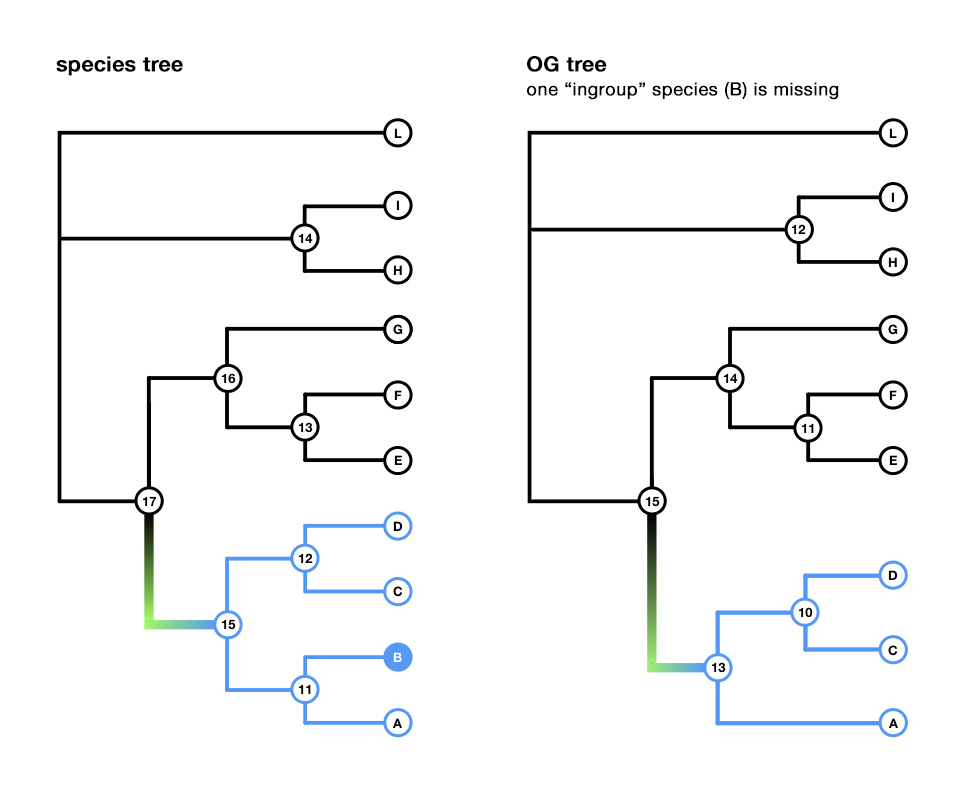 species tree
OG tree
one “ingroup” species (B) is missing
L
I
14
H
G
16
F
13
E
17
D
12
C
15
B
11
A
L
I
12
H
G
14
F
11
E
15
D
10
C
13
A